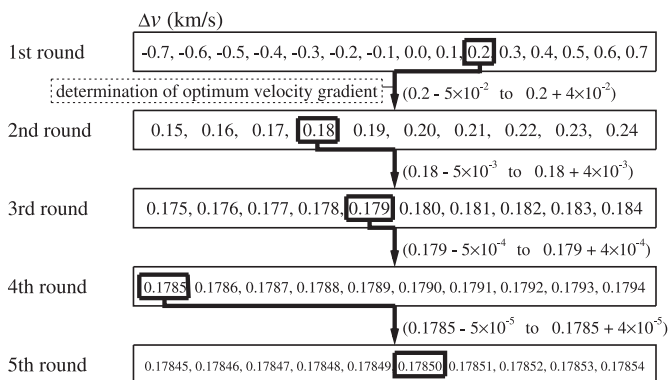 Δv (km/s)
1st round
-0.7, -0.6, -0.5, -0.4, -0.3, -0.2, -0.1, 0.0, 0.1, 0.2, 0.3, 0.4, 0.5, 0.6, 0.7
determination of optimum velocity gradient
(0.2 - 5×10⁻² to 0.2 + 4×10⁻²)
2nd round
0.15, 0.16, 0.17, 0.18, 0.19, 0.20, 0.21, 0.22, 0.23, 0.24
(0.18 - 5×10⁻³ to 0.18 + 4×10⁻³)
3rd round
0.175, 0.176, 0.177, 0.178, 0.179, 0.180, 0.181, 0.182, 0.183, 0.184
(0.179 - 5×10⁻⁴ to 0.179 + 4×10⁻⁴)
4th round
0.1785, 0.1786, 0.1787, 0.1788, 0.1789, 0.1790, 0.1791, 0.1792, 0.1793, 0.1794
(0.1785 - 5×10⁻⁵ to 0.1785 + 4×10⁻⁵)
5th round
0.17845, 0.17846, 0.17847, 0.17848, 0.17849, 0.17850, 0.17851, 0.17852, 0.17853, 0.17854